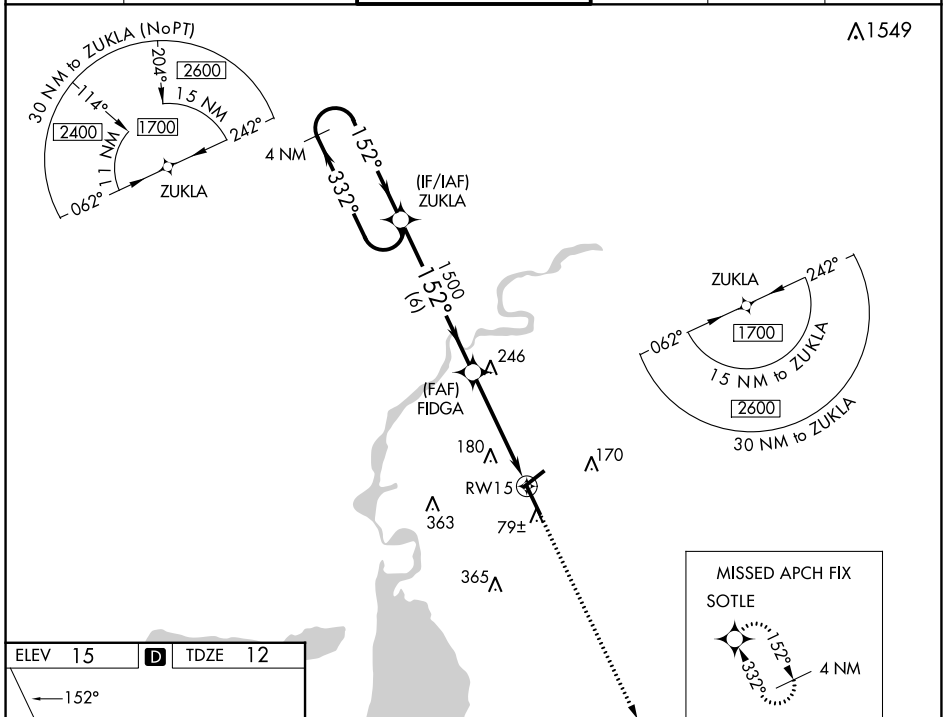 30 NM to ZUKLA (NoPT)
204°
2600
15 NM
114°
2400
1700
242°
11 NM
062°
ZUKLA
1549
4 NM
152°
332°
(IF/IAF)
ZUKLA
1500
152°
(6)
(FAF)
FIDGA
246
180
170
RW15
363
79±
365
ZUKLA
242°
062°
1700
15 NM to ZUKLA
2600
30 NM to ZUKLA
MISSED APCH FIX
SOTLE
152°
332°
4 NM
ELEV 15 D TDZE 12
152°